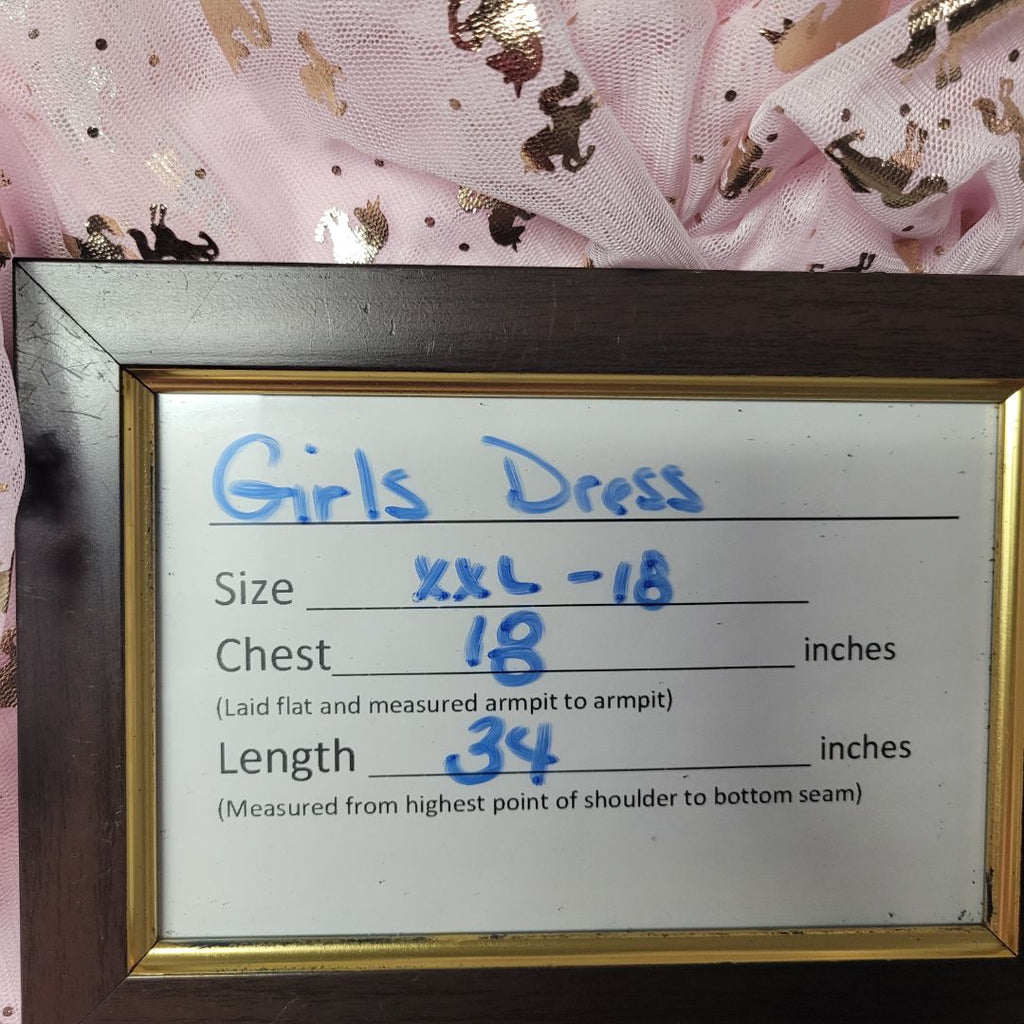 Girls Dress
Size XXL - 18
Chest 18 inches
(Laid flat and measured armpit to armpit)
Length 34 inches
(Measured from highest point of shoulder to bottom seam)